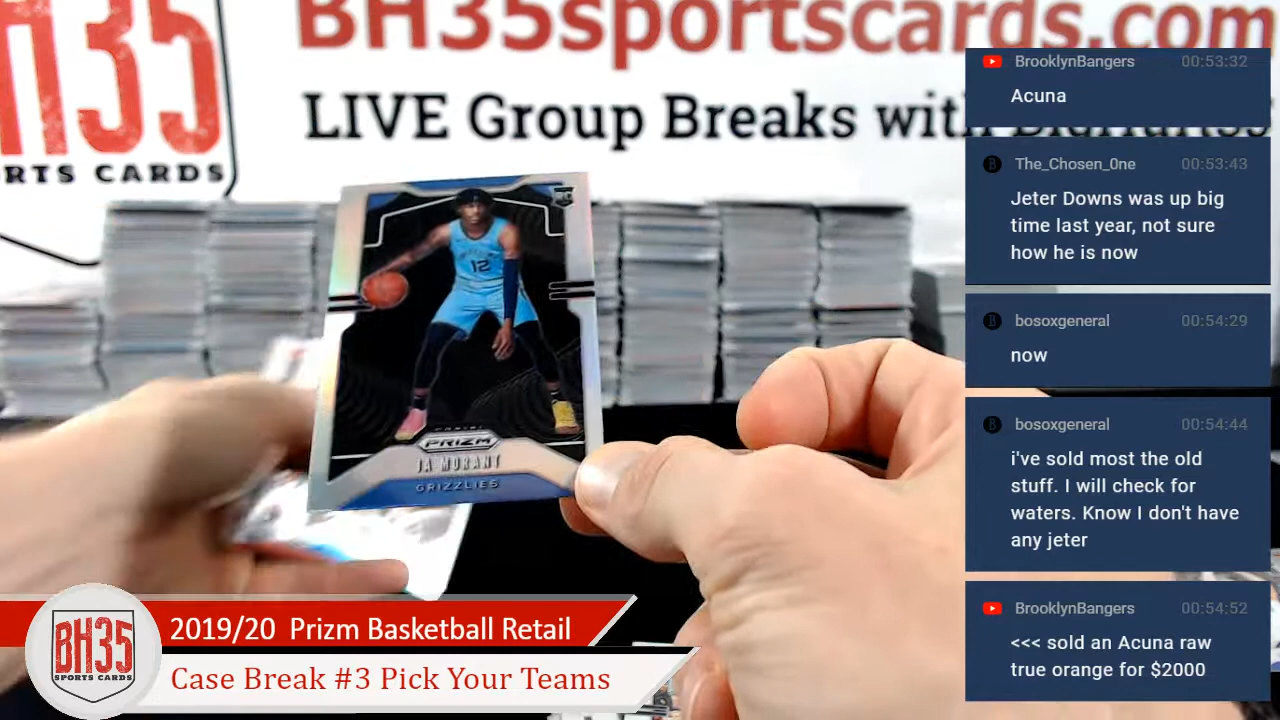 BH35sportscards.com
LIVE Group Breaks with
H35
RTS CARDS
12
RC
PRIZM
JA MORANT
GRIZZLIES
BrooklynBangers 00:53:32
Acuna
The_Chosen_0ne 00:53:43
Jeter Downs was up big
time last year, not sure
how he is now
bosoxgeneral 00:54:29
now
bosoxgeneral 00:54:44
i've sold most the old
stuff. I will check for
waters. Know I don't have
any jeter
BrooklynBangers 00:54:52
<<< sold an Acuna raw
true orange for $2000
BH35
SPORTS CARDS
2019/20 Prizm Basketball Retail
Case Break #3 Pick Your Teams